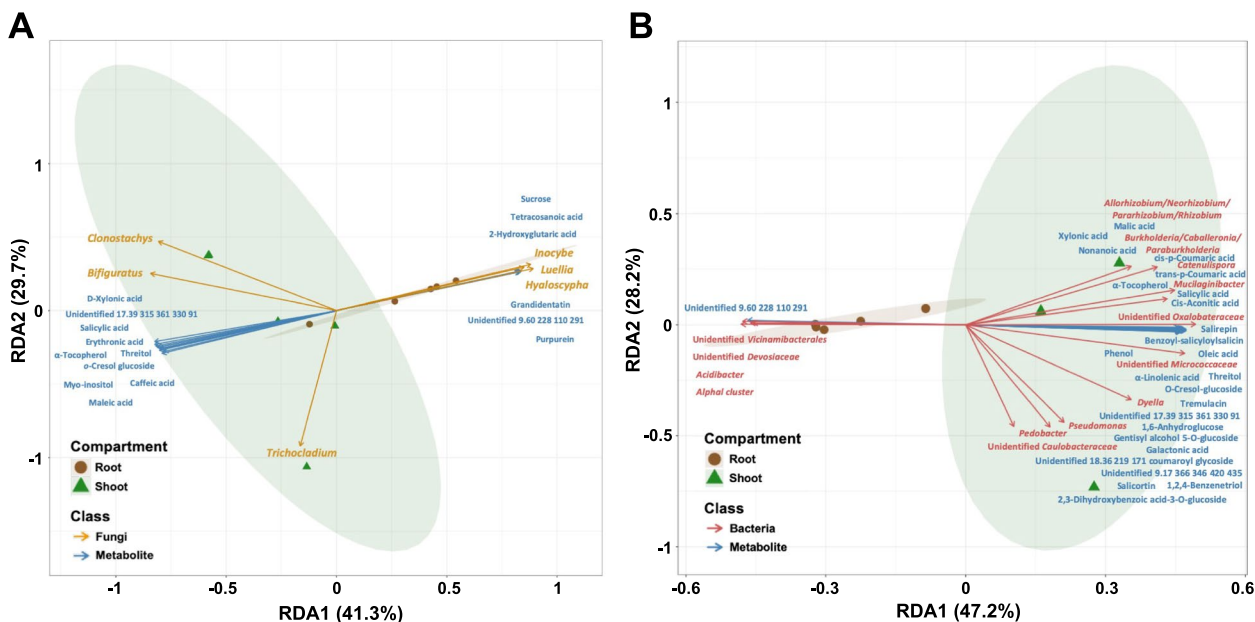 A
RDA2 (29.7%)
1
0
-1
-1
-0.5
0
0.5
1
RDA1 (41.3%)
Clonostachys
Bifiguratus
D-Xylonic acid
Unidentified 17.39 315 361 330 91
Salicylic acid
Erythronic acid
α-Tocopherol Threitol
o-Cresol glucoside
Myo-inositol Caffeic acid
Maleic acid
Trichocladium
Sucrose
Tetracosanoic acid
2-Hydroxyglutaric acid
Inocybe
Luellia
Hyaloscypha
Grandidentatin
Unidentified 9.60 228 110 291
Purpurein
Compartment
Root
Shoot
Class
Fungi
Metabolite
B
RDA2 (28.2%)
1
0.5
0
-0.5
-1
-0.6
-0.3
0
0.3
0.6
RDA1 (47.2%)
Unidentified 9.60 228 110 291
Unidentified Vicinamibacterales
Unidentified Devosiaceae
Acidibacter
Alphal cluster
Allorhizobium/Neorhizobium/
Pararhizobium/Rhizobium
Malic acid
Xylonic acid
Burkholderia/Caballeronia/
Nonanoic acid
Paraburkholderia
cis-p-Coumaric acid
Catenulispora
trans-p-Coumaric acid
α-Tocopherol Mucilaginibacter
Salicylic acid
Cis-Aconitic acid
Unidentified Oxalobateraceae
Salirepin
Benzoyl-salicyloylsalicin
Phenol Oleic acid
Unidentified Micrococcaceae
α-Linolenic acid Threitol
O-Cresol-glucoside
Dyella Tremulacin
Unidentified 17.39 315 361 330 91
Pseudomonas 1,6-Anhydroglucose
Pedobacter Gentisyl alcohol 5-O-glucoside
Unidentified Caulobacteraceae Galactonic acid
Unidentified 18.36 219 171 coumaroyl glycoside
Unidentified 9.17 366 346 420 435
Salicortin 1,2,4-Benzenetriol
2,3-Dihydroxybenzoic acid-3-O-glucoside
Compartment
Root
Shoot
Class
Bacteria
Metabolite